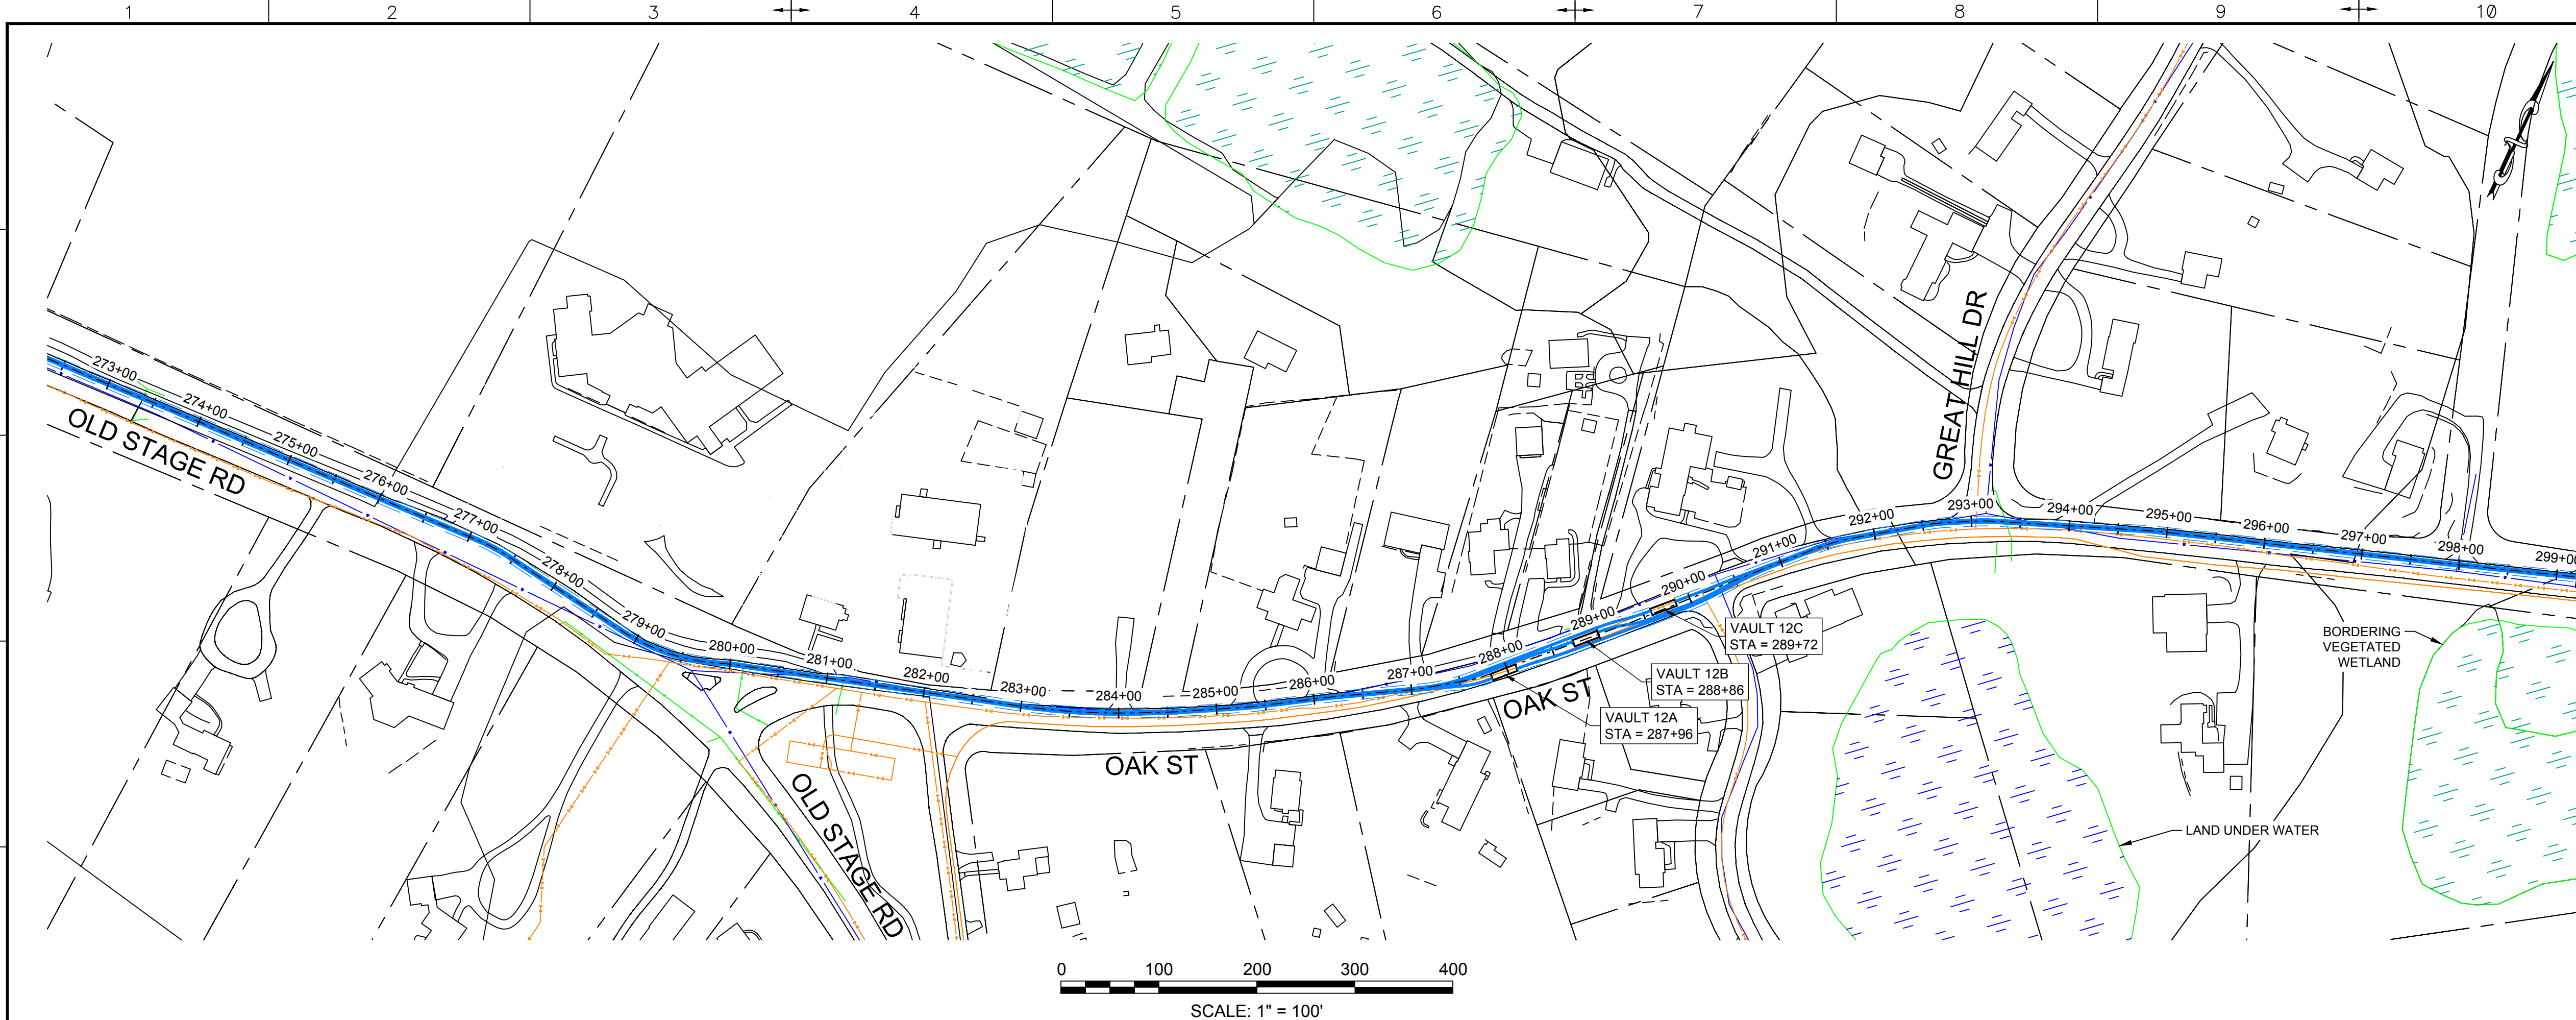 1 2 3 4 5 6 7 8 9 10
273+00
274+00
275+00
276+00
277+00
278+00
279+00
280+00
281+00
282+00
283+00
284+00
285+00
286+00
287+00
288+00
289+00
290+00
291+00
292+00
293+00
294+00
295+00
296+00
297+00
298+00
299+00
OLD STAGE RD
GREAT HILL DR
VAULT 12C
STA = 289+72
VAULT 12B
STA = 288+86
VAULT 12A
STA = 287+96
OAK ST
OAK ST
OLD STAGE RD
BORDERING
VEGETATED
WETLAND
LAND UNDER WATER
0 100 200 300 400
SCALE: 1" = 100'